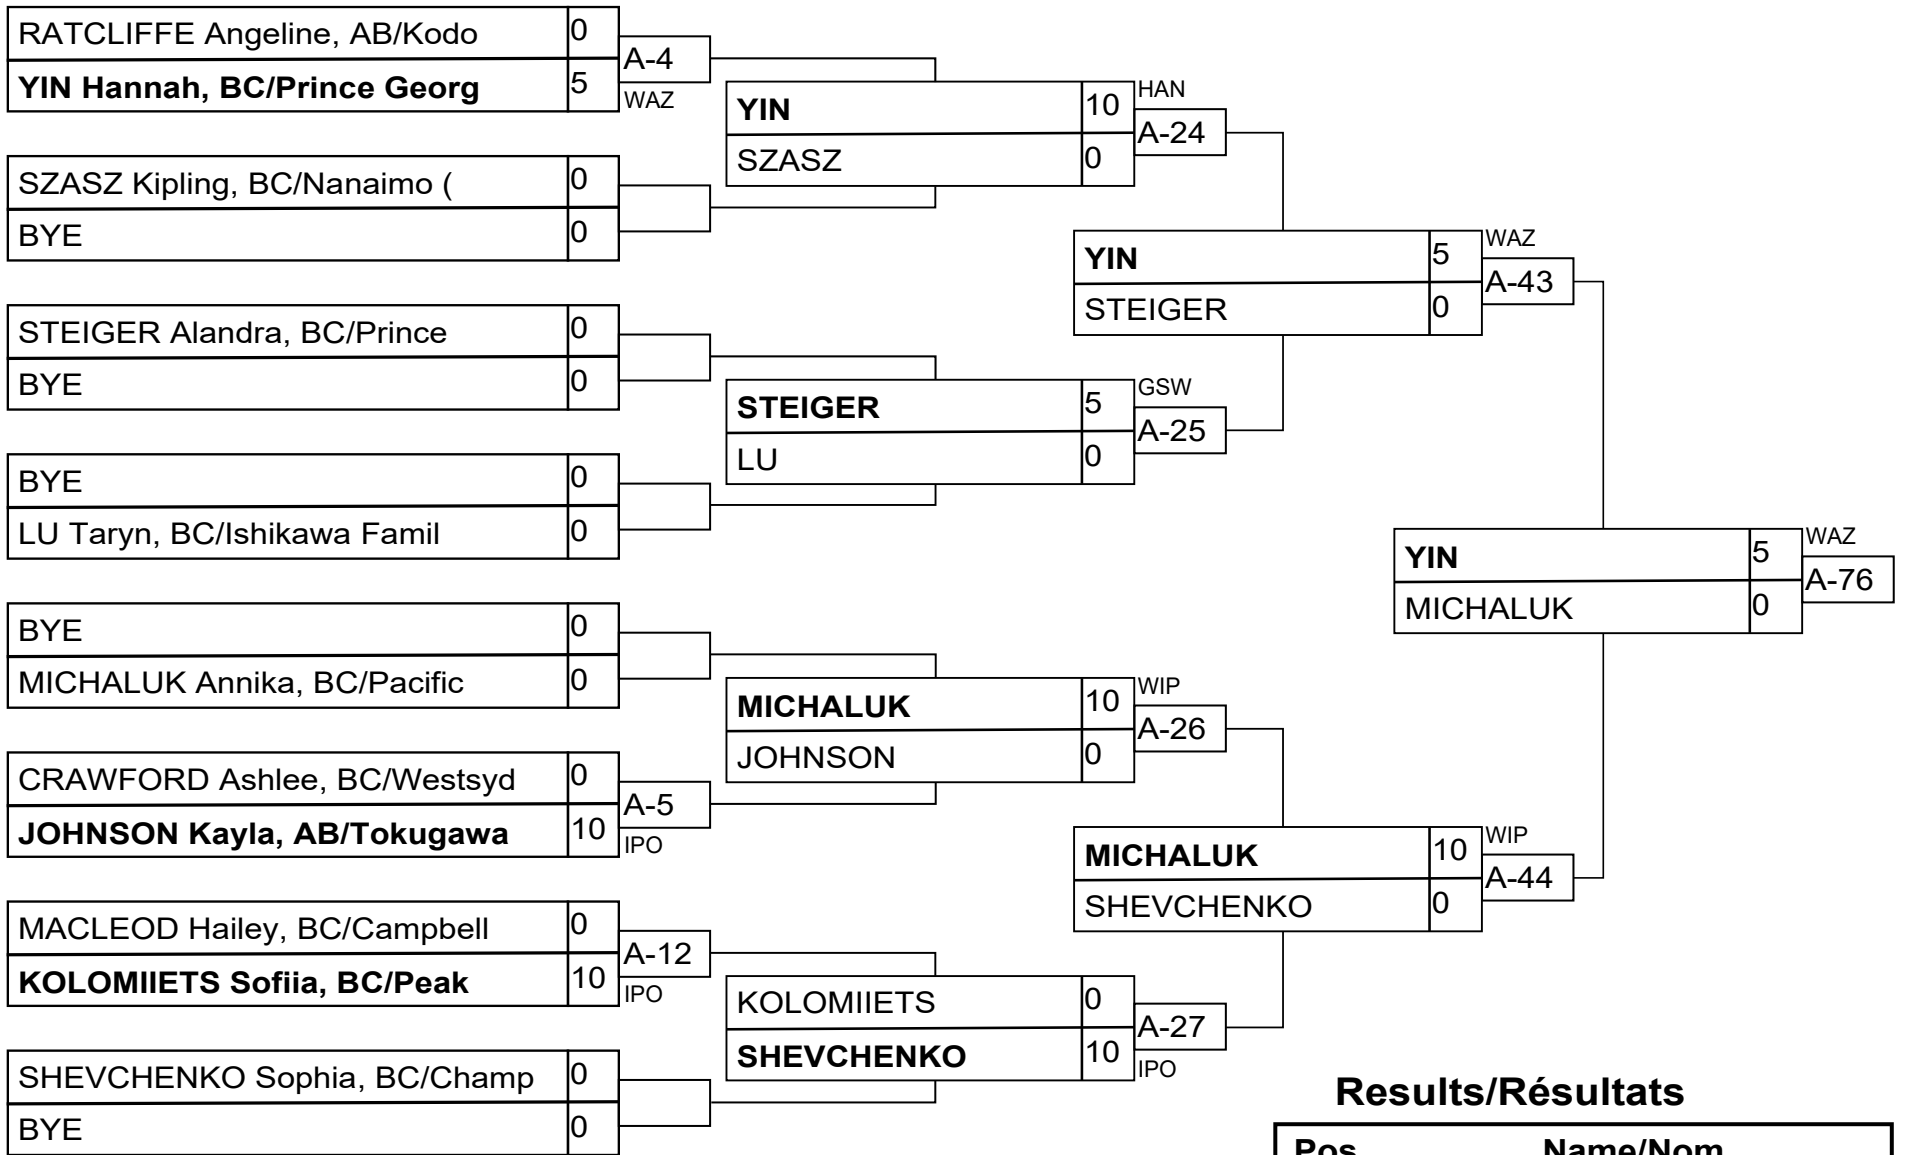 RATCLIFFE Angeline, AB/Kodo 0
YIN Hannah, BC/Prince Georg 5
A-4
WAZ
SZASZ Kipling, BC/Nanaimo ( 0
BYE 0
STEIGER Alandra, BC/Prince 0
BYE 0
BYE 0
LU Taryn, BC/Ishikawa Famil 0
BYE 0
MICHALUK Annika, BC/Pacific 0
CRAWFORD Ashlee, BC/Westsyd 0
JOHNSON Kayla, AB/Tokugawa 10
A-5
IPO
MACLEOD Hailey, BC/Campbell 0
KOLOMIIETS Sofiia, BC/Peak 10
A-12
IPO
SHEVCHENKO Sophia, BC/Champ 0
BYE 0
YIN 10
SZASZ 0
HAN
A-24
STEIGER 5
LU 0
GSW
A-25
MICHALUK 10
JOHNSON 0
WIP
A-26
KOLOMIIETS 0
SHEVCHENKO 10
A-27
IPO
YIN 5
STEIGER 0
WAZ
A-43
MICHALUK 10
SHEVCHENKO 0
WIP
A-44
YIN 5
MICHALUK 0
WAZ
A-76
Results/Résultats
Pos Name/Nom